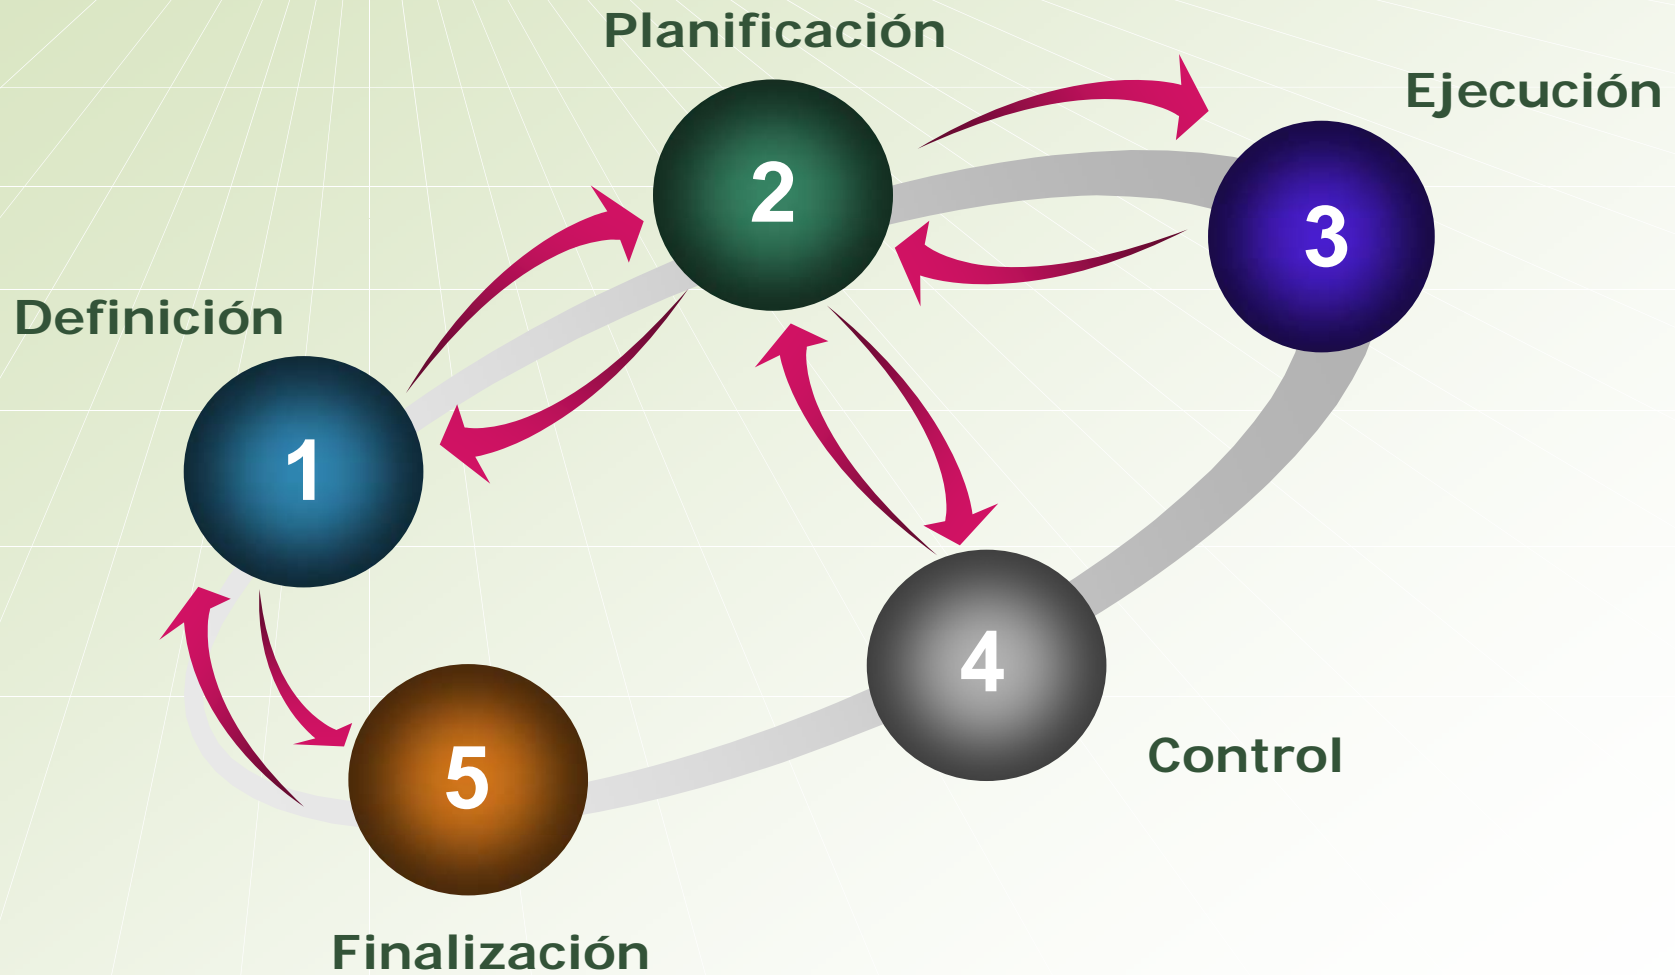 Planificación
Ejecución
2
3
Definición
1
4
5
Control
Finalización